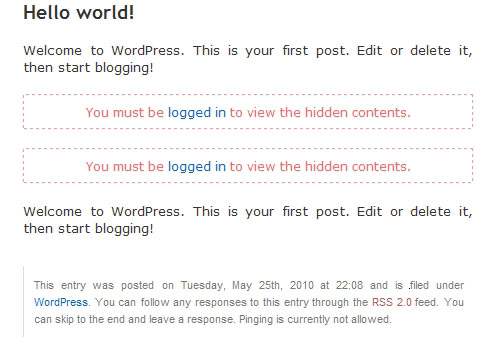 Hello world!
Welcome to WordPress. This is your first post. Edit or delete it,
then start blogging!
You must be logged in to view the hidden contents.
You must be logged in to view the hidden contents.
Welcome to WordPress. This is your first post. Edit or delete it,
then start blogging!
This entry was posted on Tuesday, May 25th, 2010 at 22:08 and is filed under
WordPress. You can follow any responses to this entry through the RSS 2.0 feed. You
can skip to the end and leave a response. Pinging is currently not allowed.